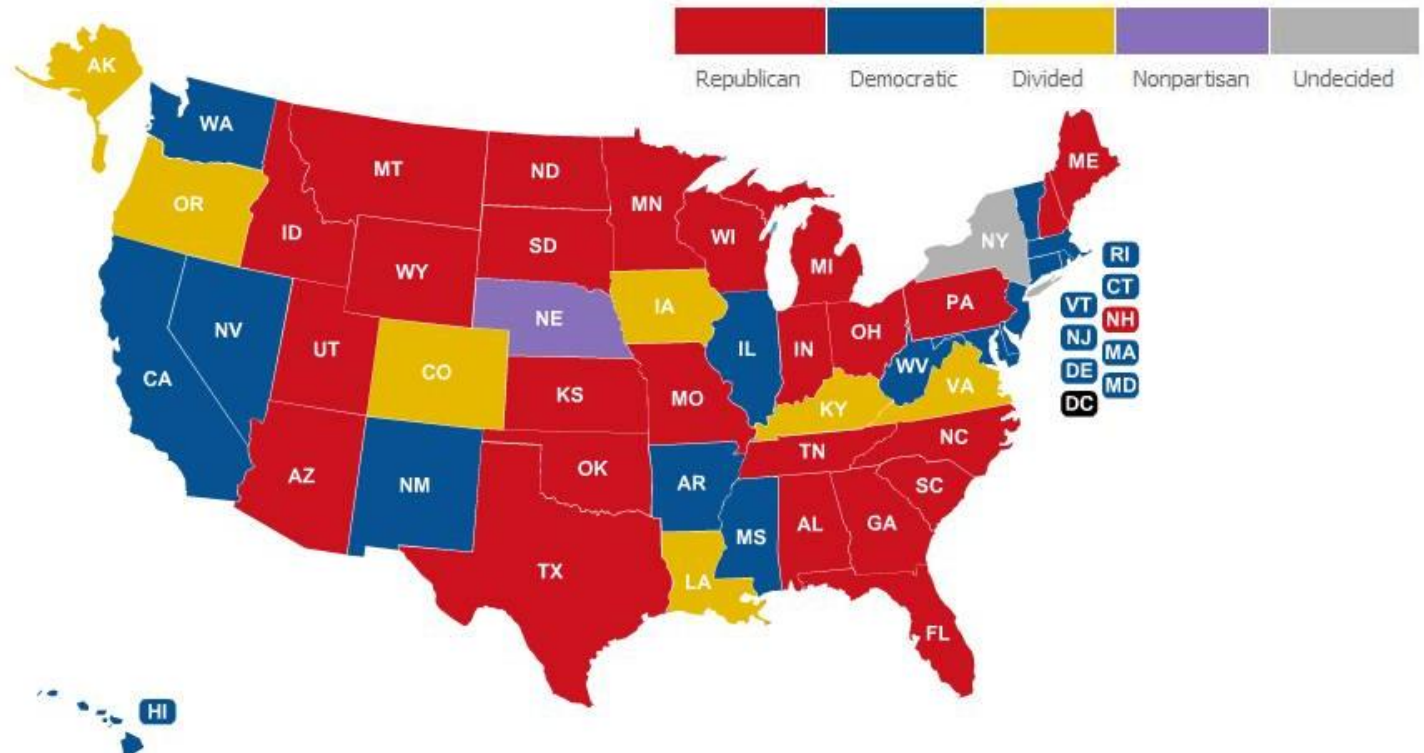 Republican Democratic Divided Nonpartisan Undecided
AK
WA
MT
ND
MN
ME
OR
ID
WY
SD
WI
MI
NY
RI
CT
VT
NH
NJ
MA
DE
MD
DC
NV
UT
CO
NE
IA
IL
IN
OH
PA
WV
VA
CA
KS
MO
KY
AZ
NM
OK
AR
TN
NC
SC
TX
LA
MS
AL
GA
FL
HI